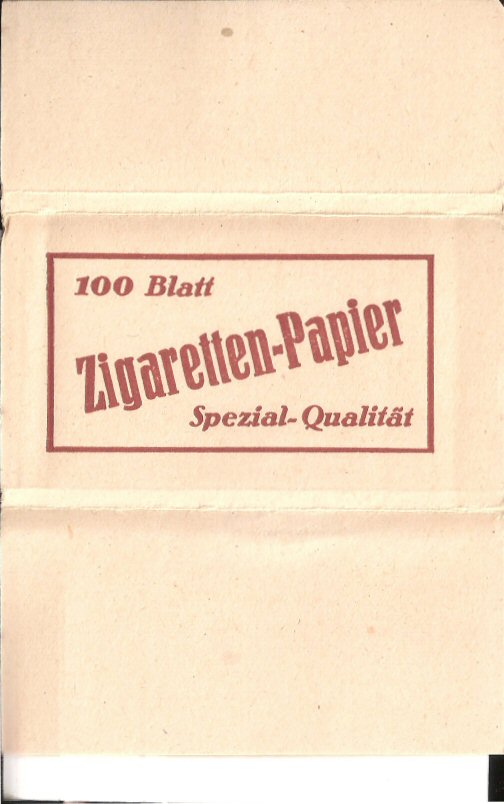 100 Blatt
Zigaretten-Papier
Spezial-Qualität